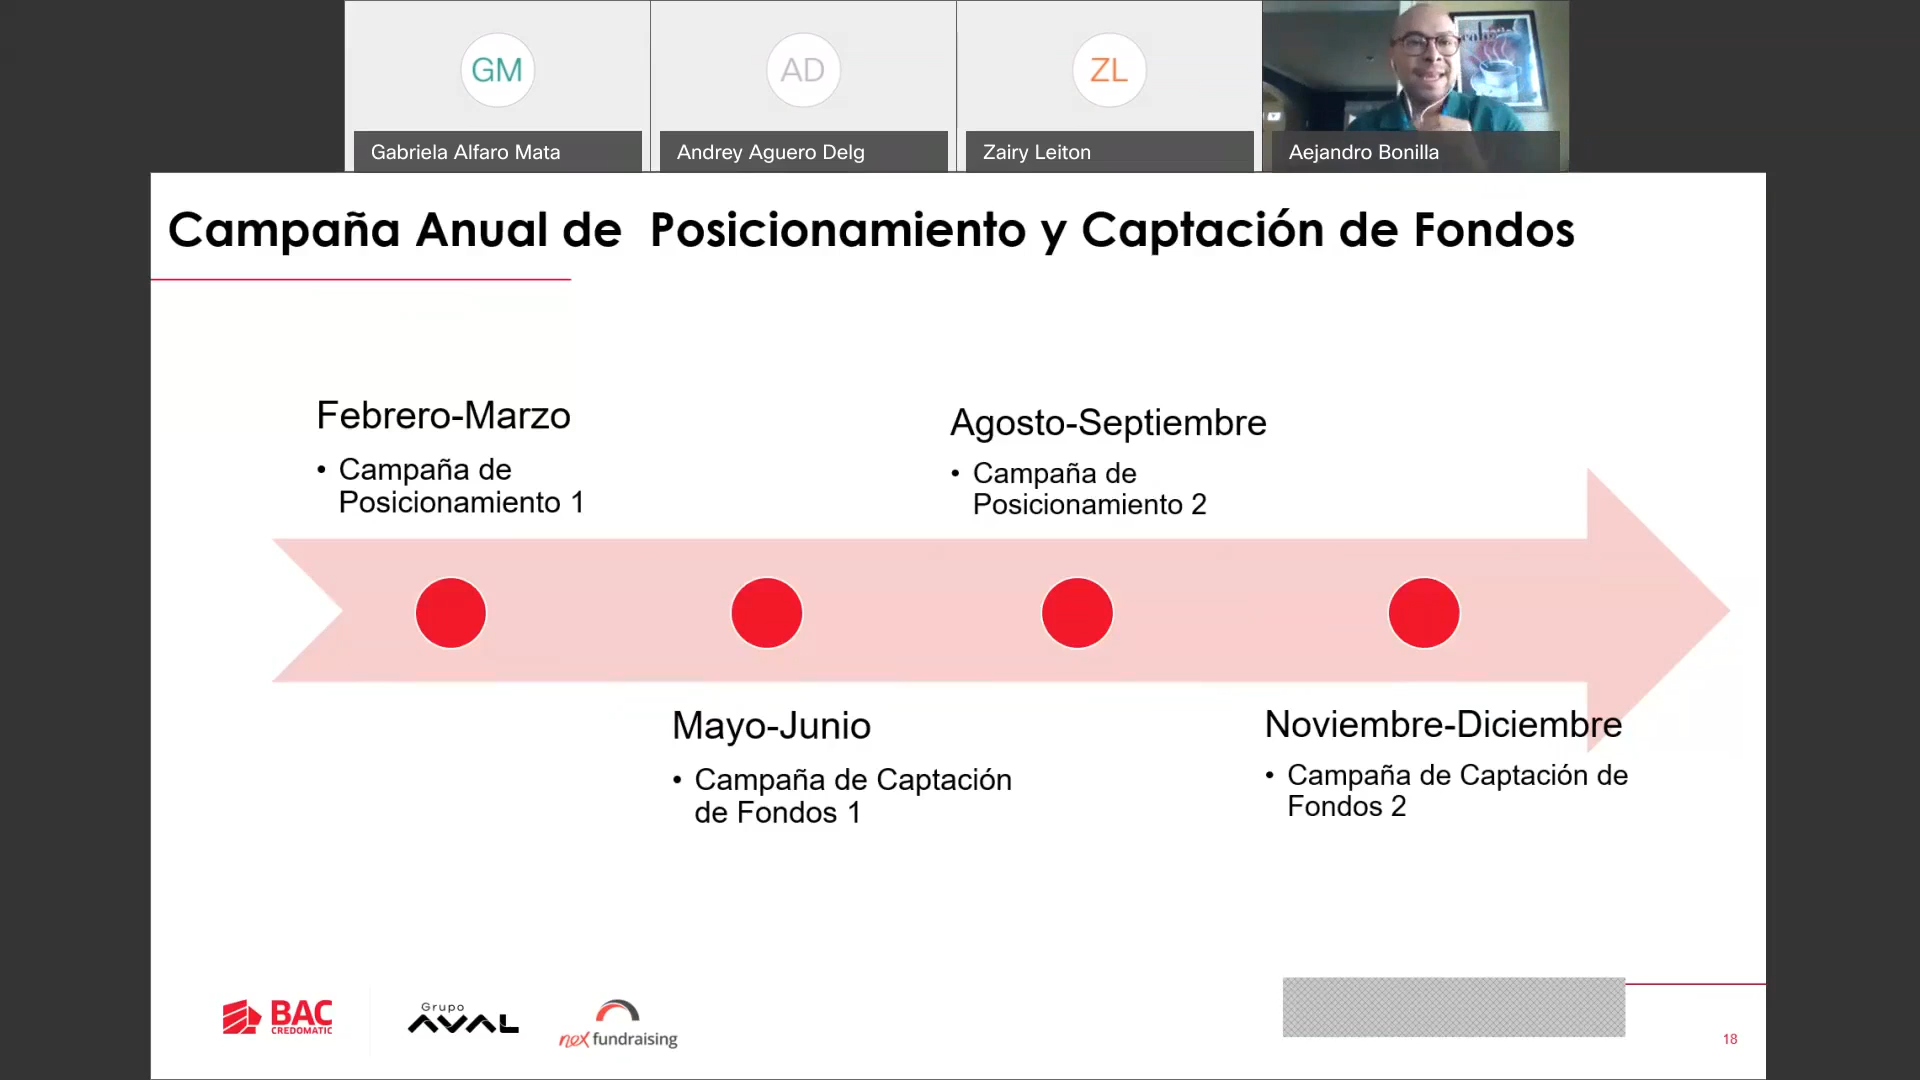 GM
AD
ZL
Gabriela Alfaro Mata
Andrey Aguero Delg
Zairy Leiton
Aejandro Bonilla
Campaña Anual de  Posicionamiento y Captación de Fondos
Febrero-Marzo
• Campaña de
Posicionamiento 1
Agosto-Septiembre
• Campaña de
Posicionamiento 2
Mayo-Junio
• Campaña de Captación
de Fondos 1
Noviembre-Diciembre
• Campaña de Captación de
Fondos 2
BAC
CREDOMATIC
Grupo
AVAL
nex fundraising
18